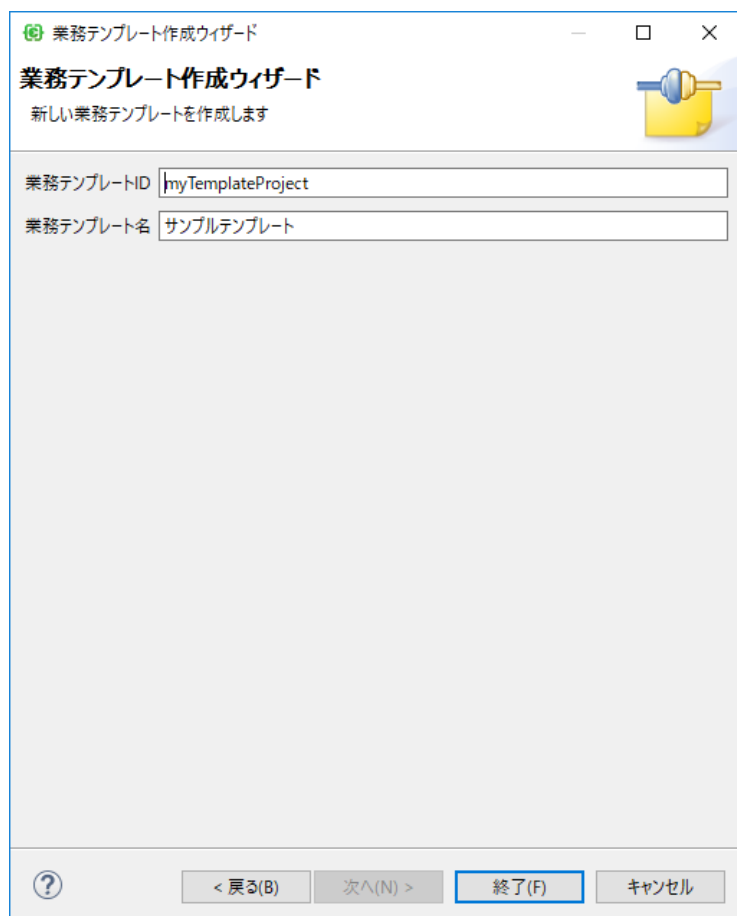 業務テンプレート作成ウィザード
業務テンプレート作成ウィザード
新しい業務テンプレートを作成します
業務テンプレートID myTemplateProject
業務テンプレート名 サンプルテンプレート
< 戻る(B) 次へ(N) > 終了(F) キャンセル